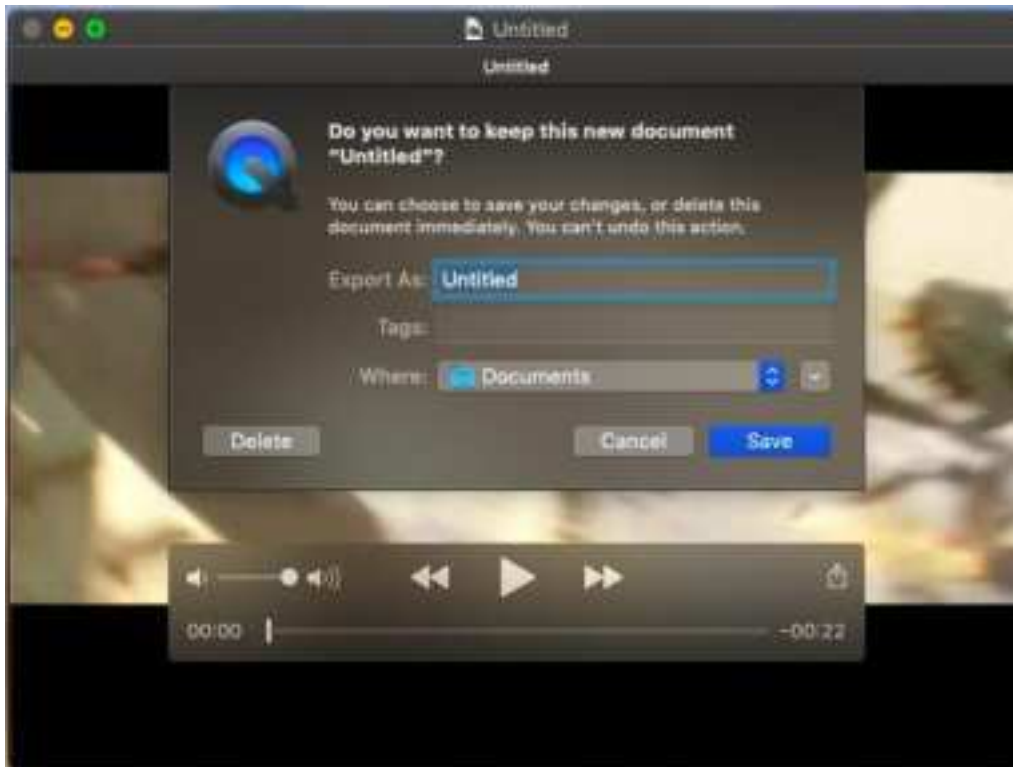 Untitled
Untitled
Do you want to keep this new document
"Untitled"?
You can choose to save your changes, or delete this
document immediately. You can't undo this action.
Export As: Untitled
Tags:
Where: Documents
Delete Cancel Save
00:00 -00:22